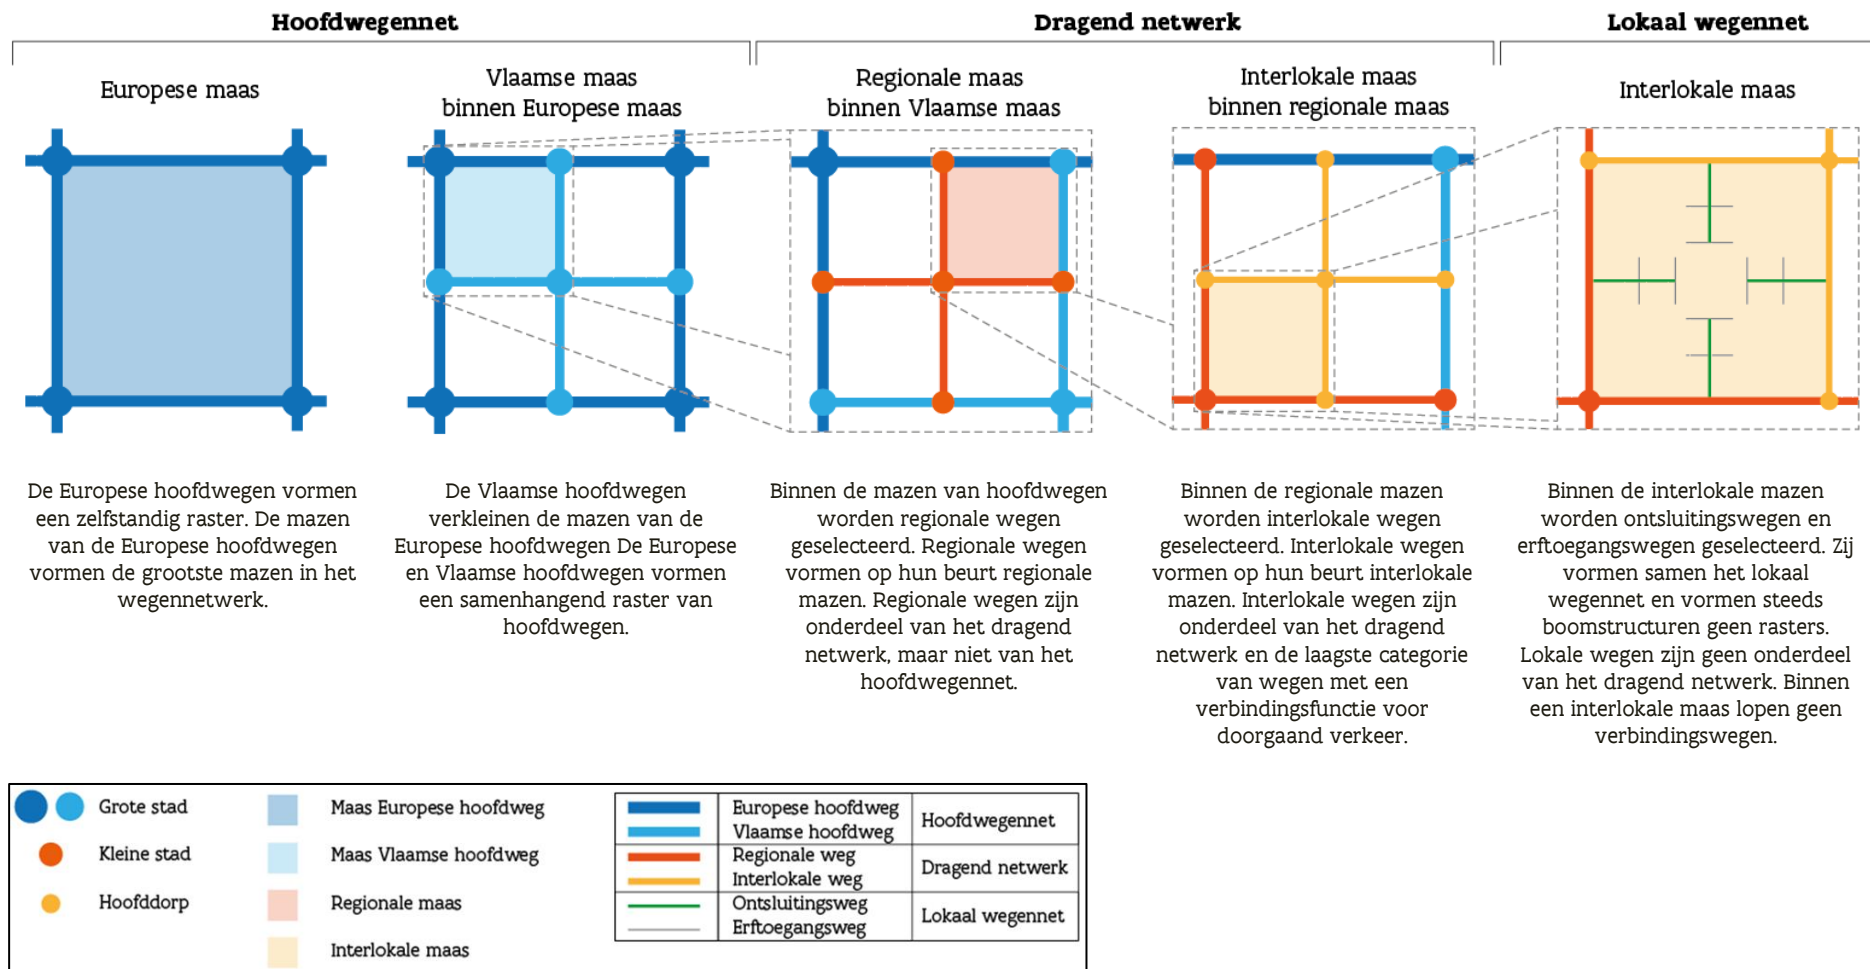 Hoofdwegennet
Dragend netwerk
Lokaal wegennet
Europese maas
Vlaamse maas
binnen Europese maas
Regionale maas
binnen Vlaamse maas
Interlokale maas
binnen regionale maas
Interlokale maas
De Europese hoofdwegen vormen
een zelfstandig raster. De mazen
van de Europese hoofdwegen
vormen de grootste mazen in het
wegennetwerk.
De Vlaamse hoofdwegen
verkleinen de mazen van de
Europese hoofdwegen De Europese
en Vlaamse hoofdwegen vormen
een samenhangend raster van
hoofdwegen.
Binnen de mazen van hoofdwegen
worden regionale wegen
geselecteerd. Regionale wegen
vormen op hun beurt regionale
mazen. Regionale wegen zijn
onderdeel van het dragend
netwerk, maar niet van het
hoofdwegennet.
Binnen de regionale mazen
worden interlokale wegen
geselecteerd. Interlokale wegen
vormen op hun beurt interlokale
mazen. Interlokale wegen zijn
onderdeel van het dragend
netwerk en de laagste categorie
van wegen met een
verbindingsfunctie voor
doorgaand verkeer.
Binnen de interlokale mazen
worden ontsluitingswegen en
erftoegangswegen geselecteerd. Zij
vormen samen het lokaal
wegennet en vormen steeds
boomstructuren geen rasters.
Lokale wegen zijn geen onderdeel
van het dragend netwerk. Binnen
een interlokale maas lopen geen
verbindingswegen.
Grote stad
Kleine stad
Hoofddorp
Maas Europese hoofdweg
Maas Vlaamse hoofdweg
Regionale maas
Interlokale maas
Europese hoofdweg
Vlaamse hoofdweg
Hoofdwegennet
Regionale weg
Interlokale weg
Dragend netwerk
Ontsluitingsweg
Erftoegangsweg
Lokaal wegennet